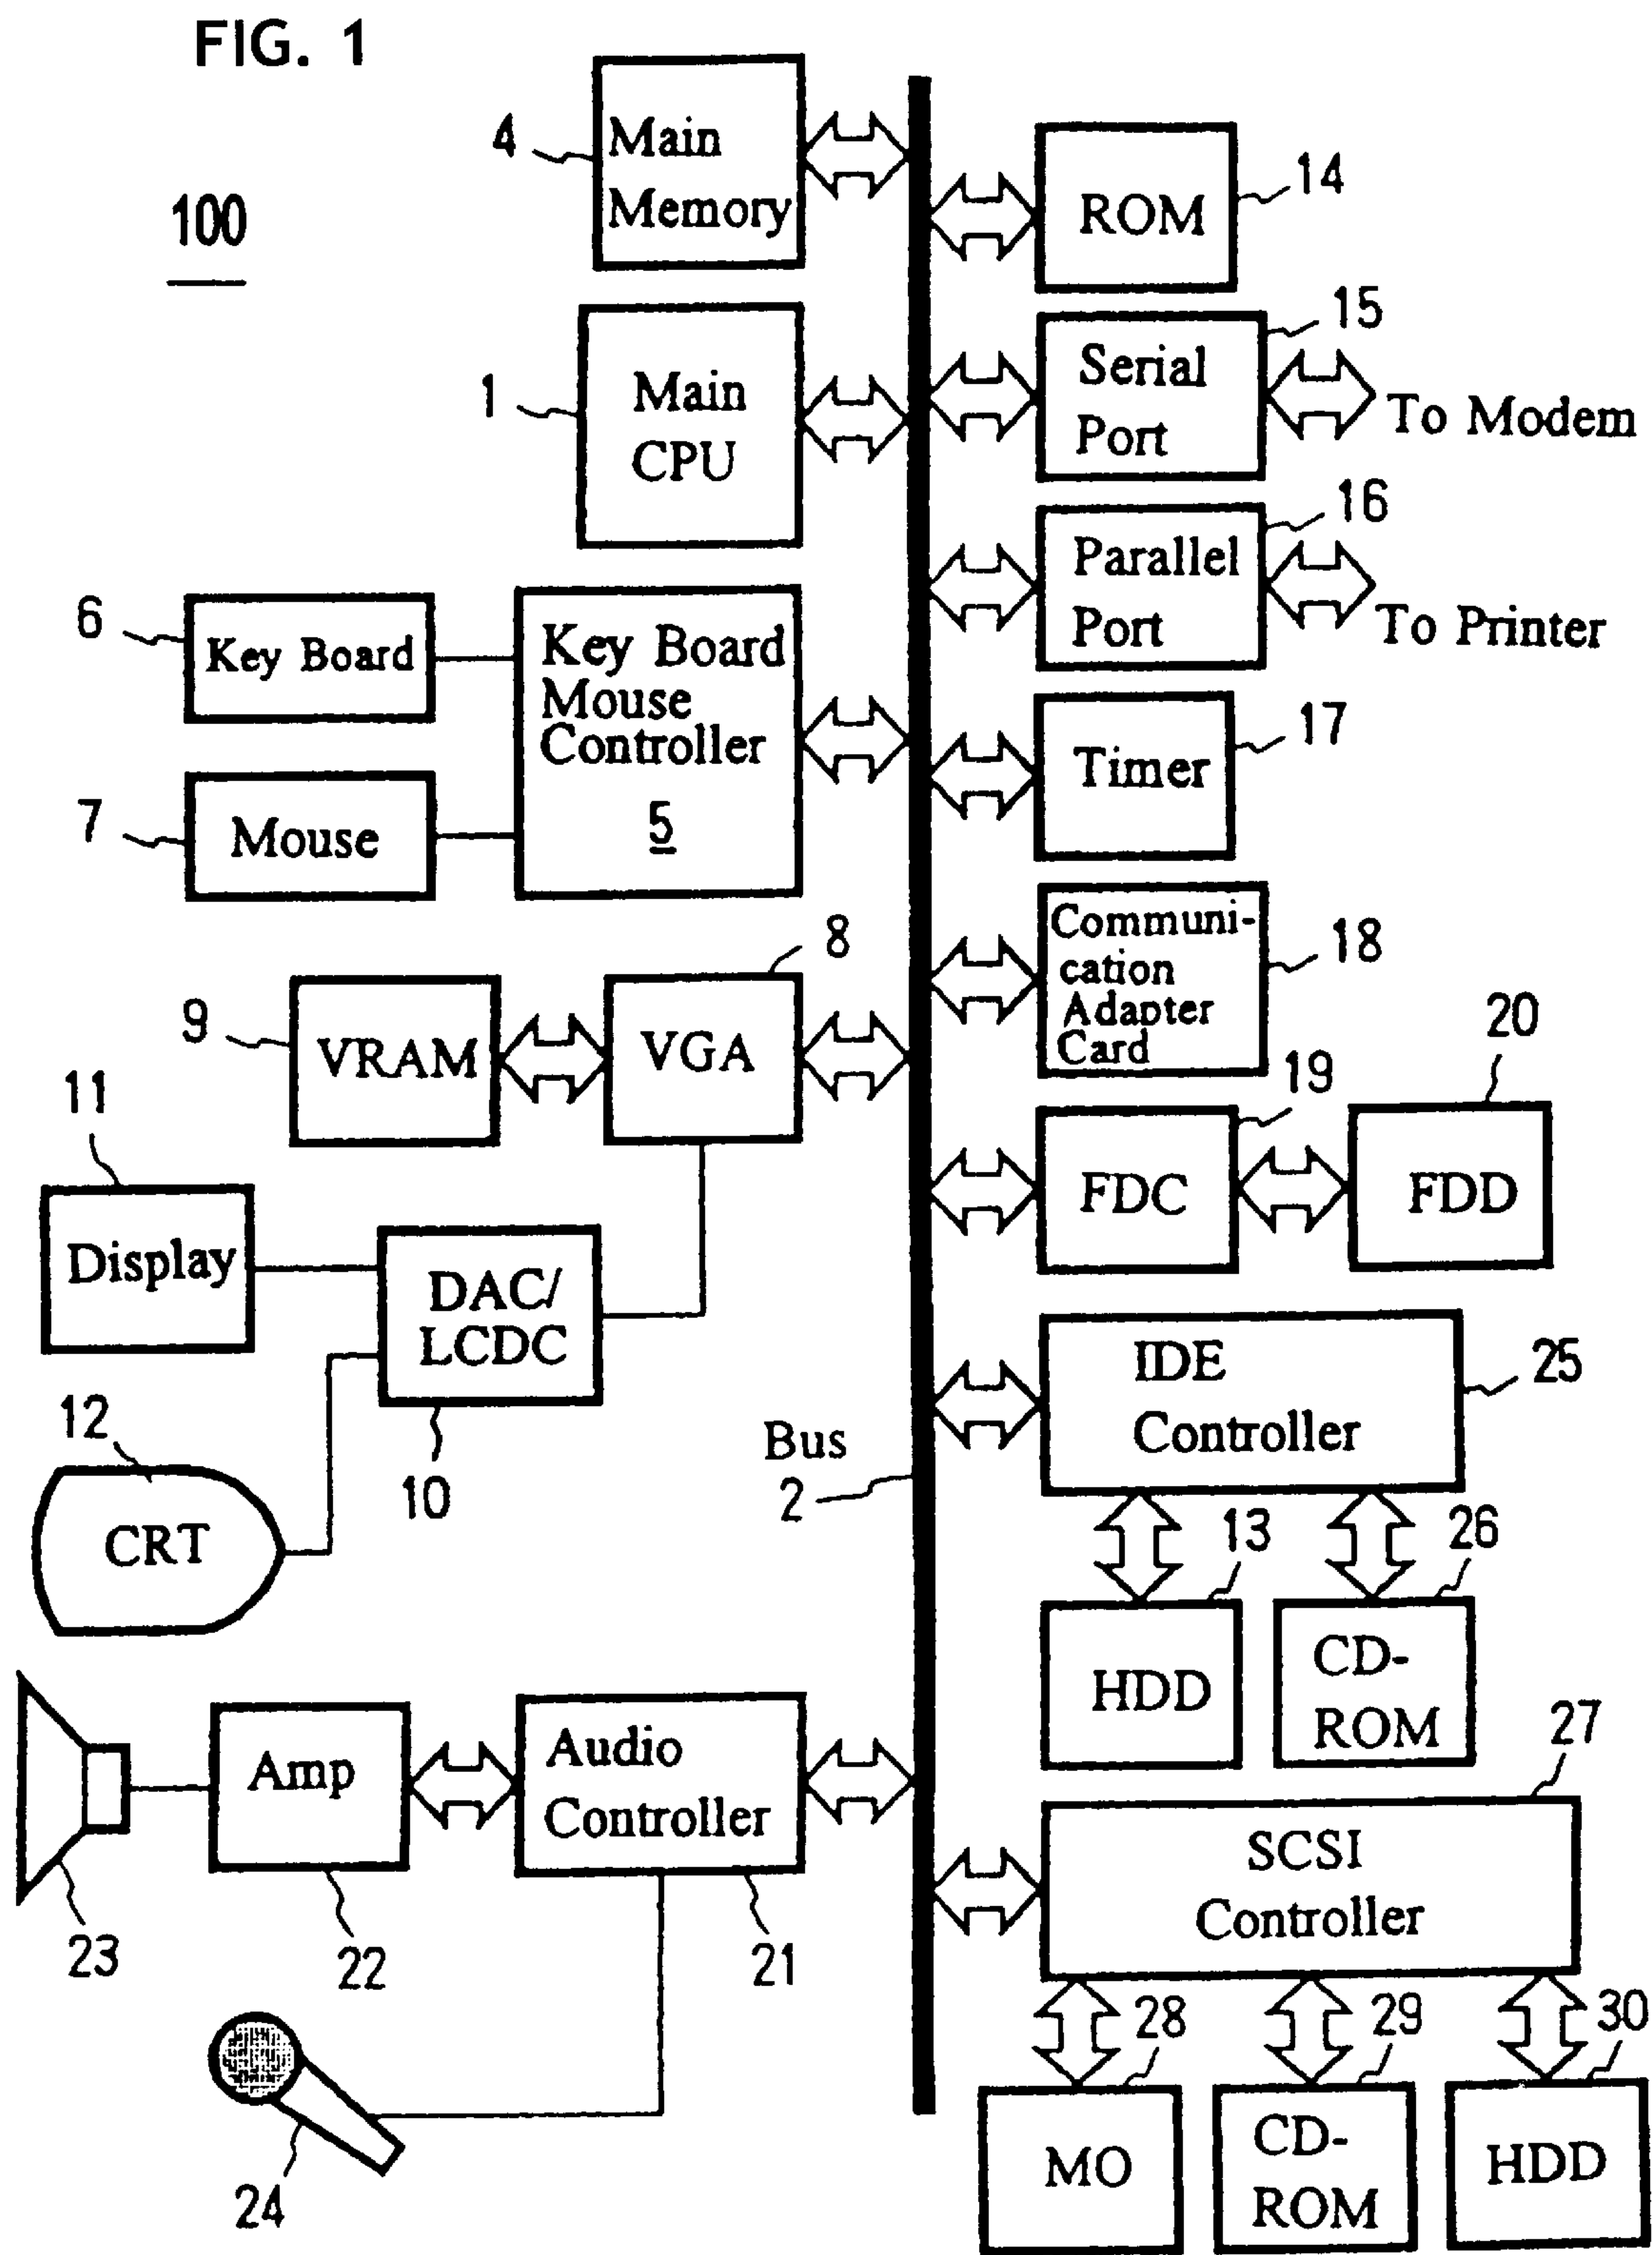 FIG. 1
100
4
Main
Memory
14
ROM
1
Main
CPU
15
Serial
Port
To Modem
16
Parallel
Port
To Printer
6
Key Board
7
Mouse
Key Board
Mouse
Controller
5
17
Timer
18
Communi-
cation
Adapter
Card
8
VGA
9
VRAM
11
Display
DAC/
LCDC
10
12
CRT
19
FDC
20
FDD
Bus
2
25
IDE
Controller
13
HDD
26
CD-
ROM
23
Amp
22
Audio
Controller
21
24
27
SCSI
Controller
28
MO
29
CD-
ROM
30
HDD